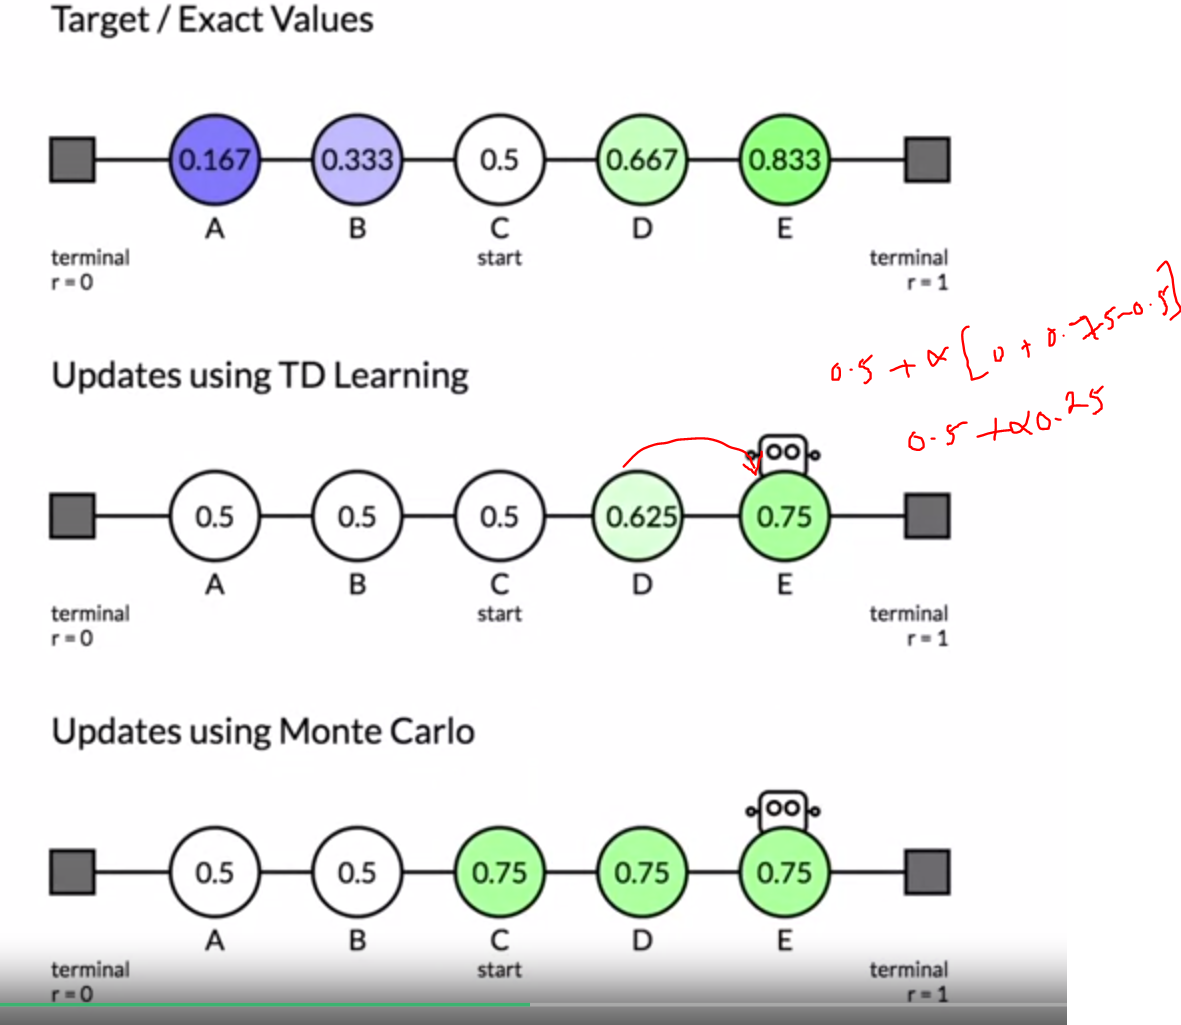 Target / Exact Values
0.167 0.333 0.5 0.667 0.833
A B C D E
terminal start terminal
r = 0 r = 1
0.5 + α [0 + 0.75-0.5]
Updates using TD Learning
0.5 + α0.25
0.5 0.5 0.5 0.625 0.75
A B C D E
terminal start terminal
r = 0 r = 1
Updates using Monte Carlo
0.5 0.5 0.75 0.75 0.75
A B C D E
terminal start terminal
r = 0 r = 1